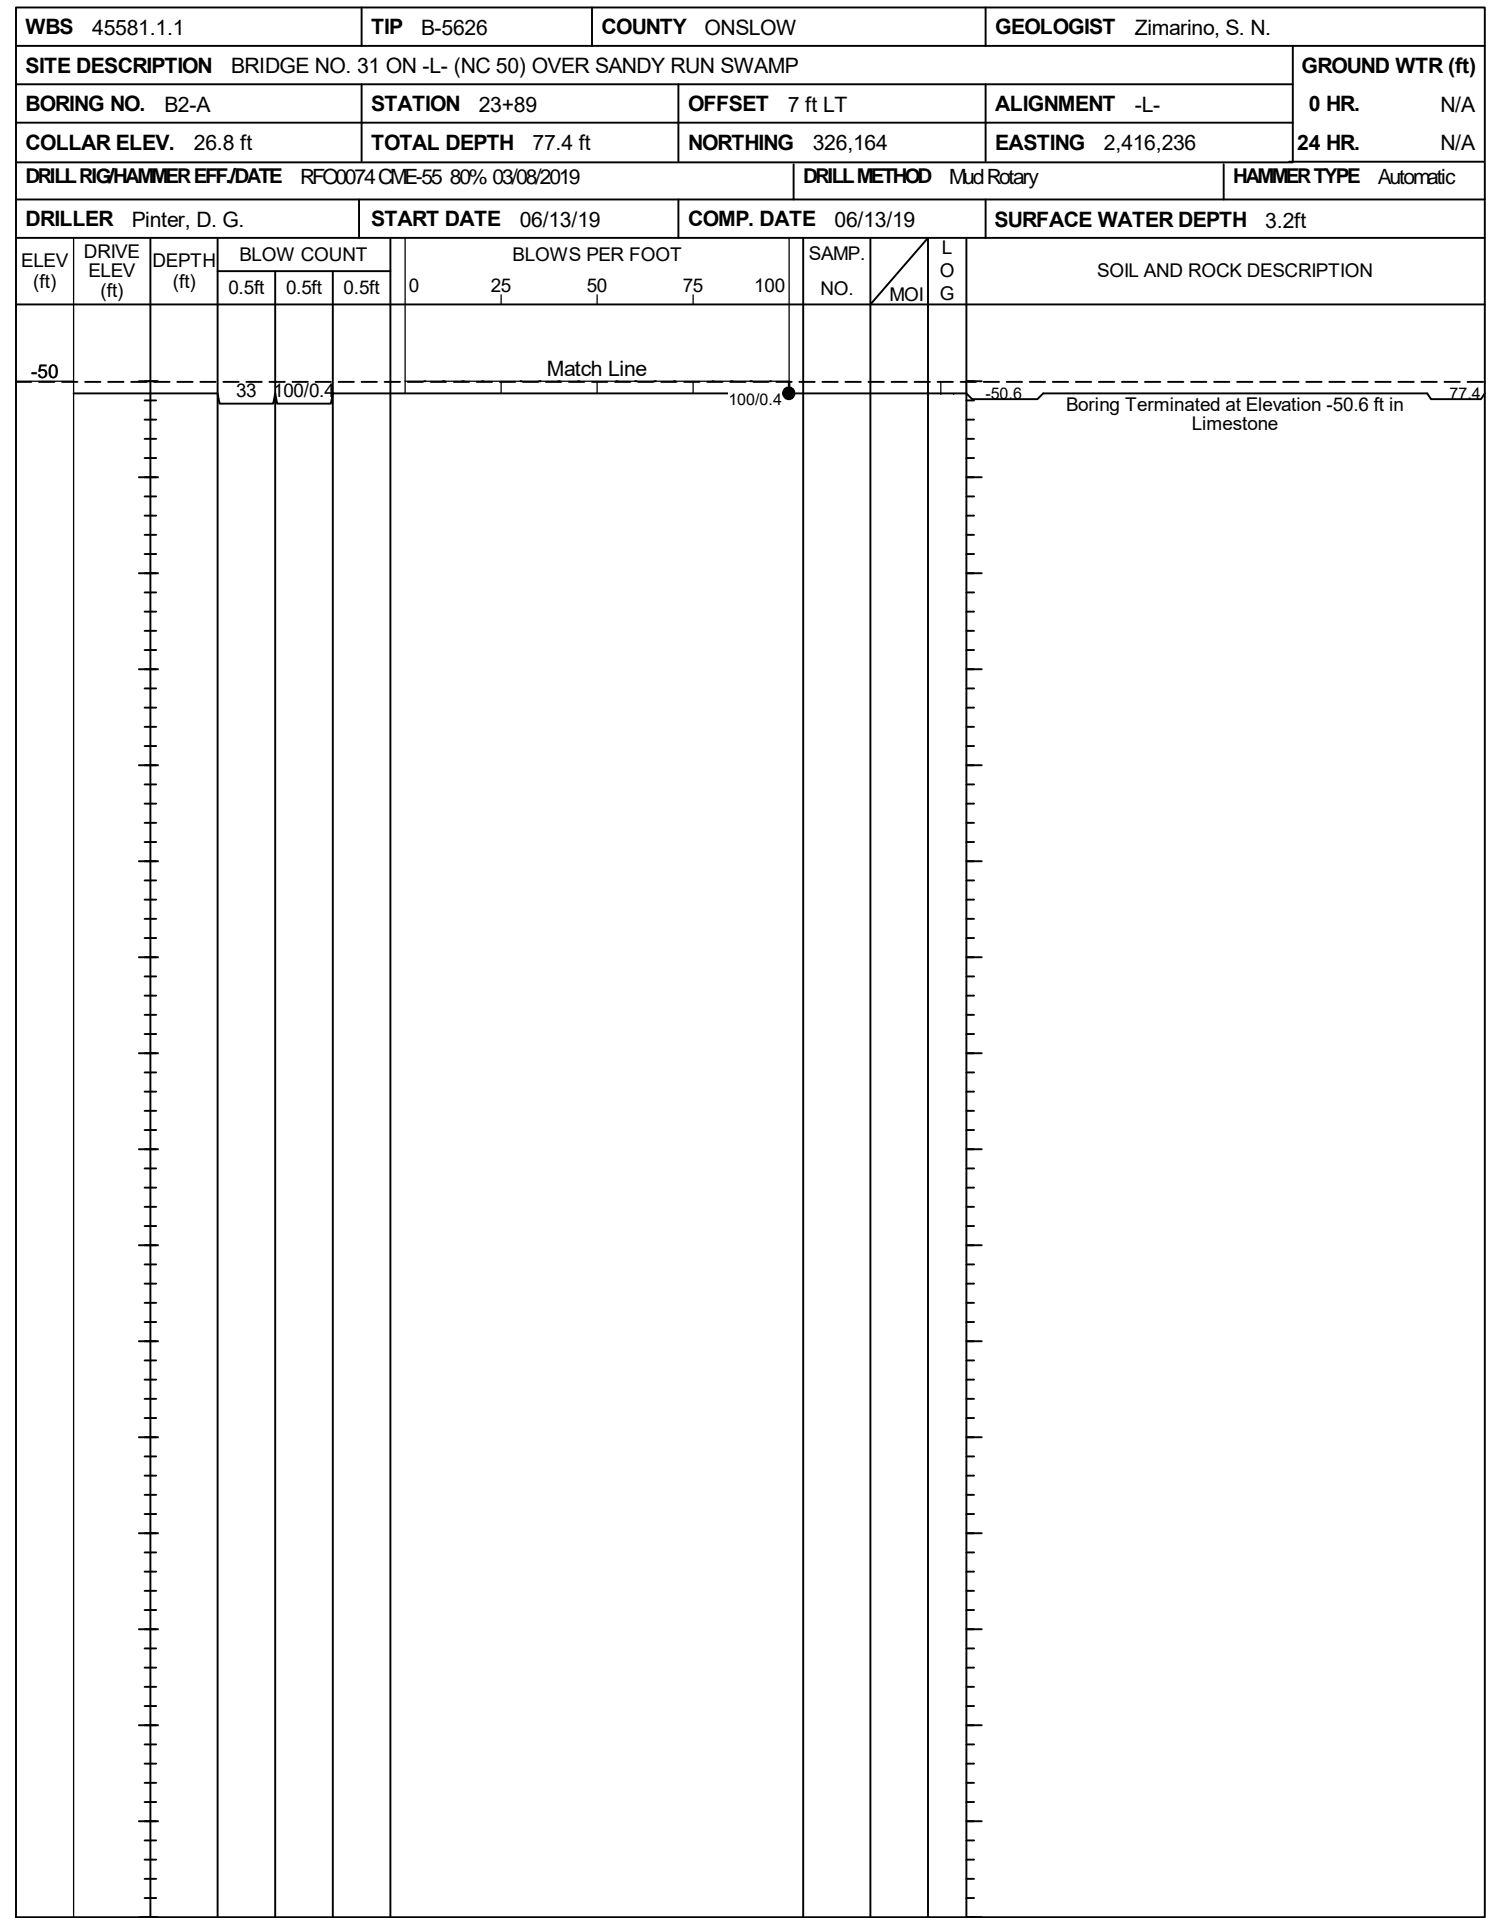 WBS 45581.1.1 TIP B-5626 COUNTY ONSLOW GEOLOGIST Zimarino, S. N.
SITE DESCRIPTION BRIDGE NO. 31 ON -L- (NC 50) OVER SANDY RUN SWAMP GROUND WTR (ft)
BORING NO. B2-A STATION 23+89 OFFSET 7 ft LT ALIGNMENT -L- 0 HR. N/A
COLLAR ELEV. 26.8 ft TOTAL DEPTH 77.4 ft NORTHING 326,164 EASTING 2,416,236 24 HR. N/A
DRILL RIG/HAMMER EFF./DATE RFO0074 CME-55 80% 03/08/2019 DRILL METHOD Mud Rotary HAMMER TYPE Automatic
DRILLER Pinter, D. G. START DATE 06/13/19 COMP. DATE 06/13/19 SURFACE WATER DEPTH 3.2ft
ELEV (ft) DRIVE ELEV (ft) DEPTH (ft) BLOW COUNT BLOWS PER FOOT SAMP. NO. MOI LOG SOIL AND ROCK DESCRIPTION
0.5ft 0.5ft 0.5ft 0 25 50 75 100
-50 Match Line
33 100/0.4 100/0.4 -50.6 77.4
Boring Terminated at Elevation -50.6 ft in
Limestone